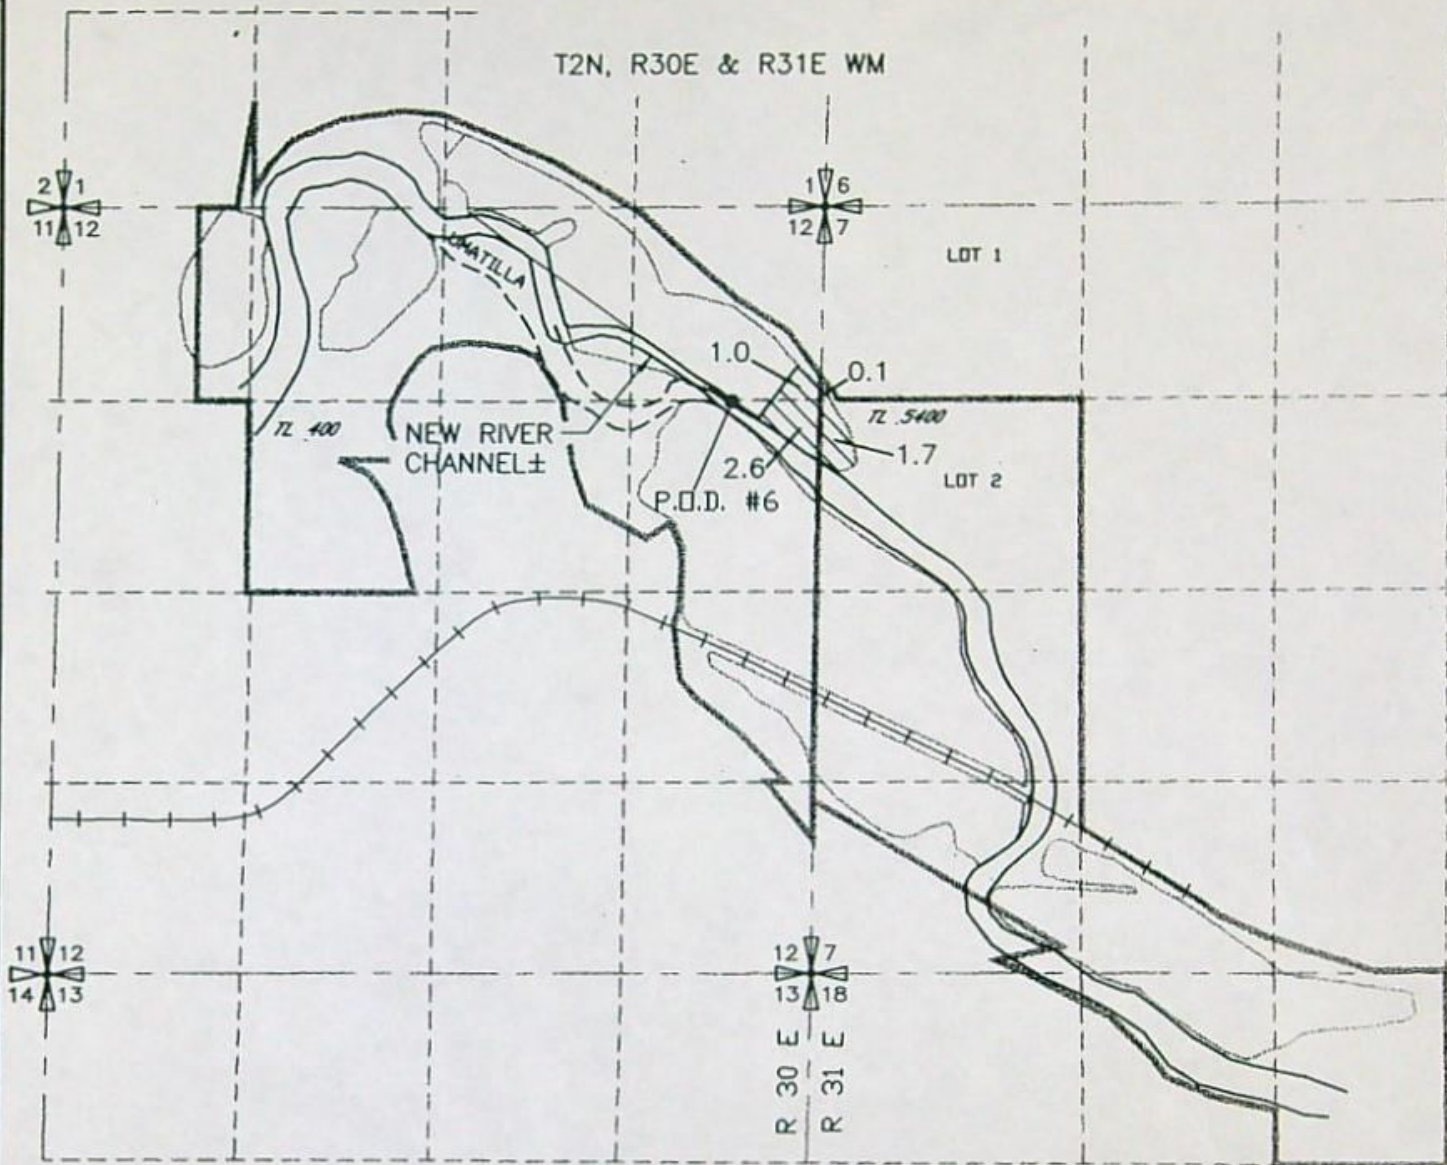 T2N, R30E & R31E WM
2 1
11 12
1 6
12 7
LOT 1
UMATILLA
1.0
0.1
TL 400
NEW RIVER
CHANNEL±
TL 5400
1.7
2.6
LOT 2
P.O.D. #6
11 12
14 13
12 7
13 18
R 30 E
R 31 E